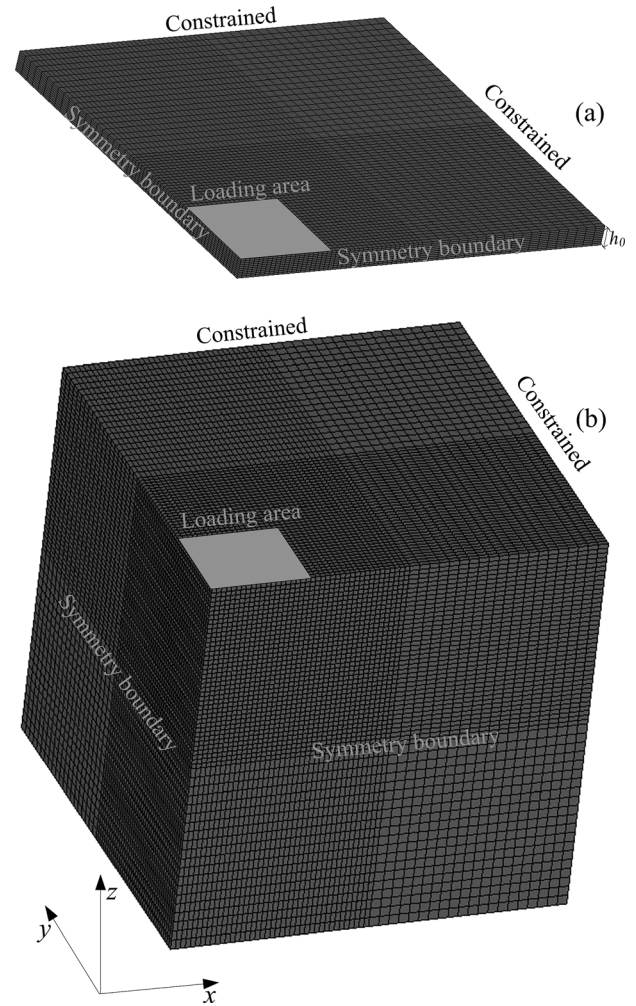 Constrained
Constrained
(a)
Symmetry boundary
Loading area
Symmetry boundary
h0
Constrained
Constrained
(b)
Loading area
Symmetry boundary
Symmetry boundary
z
y
x